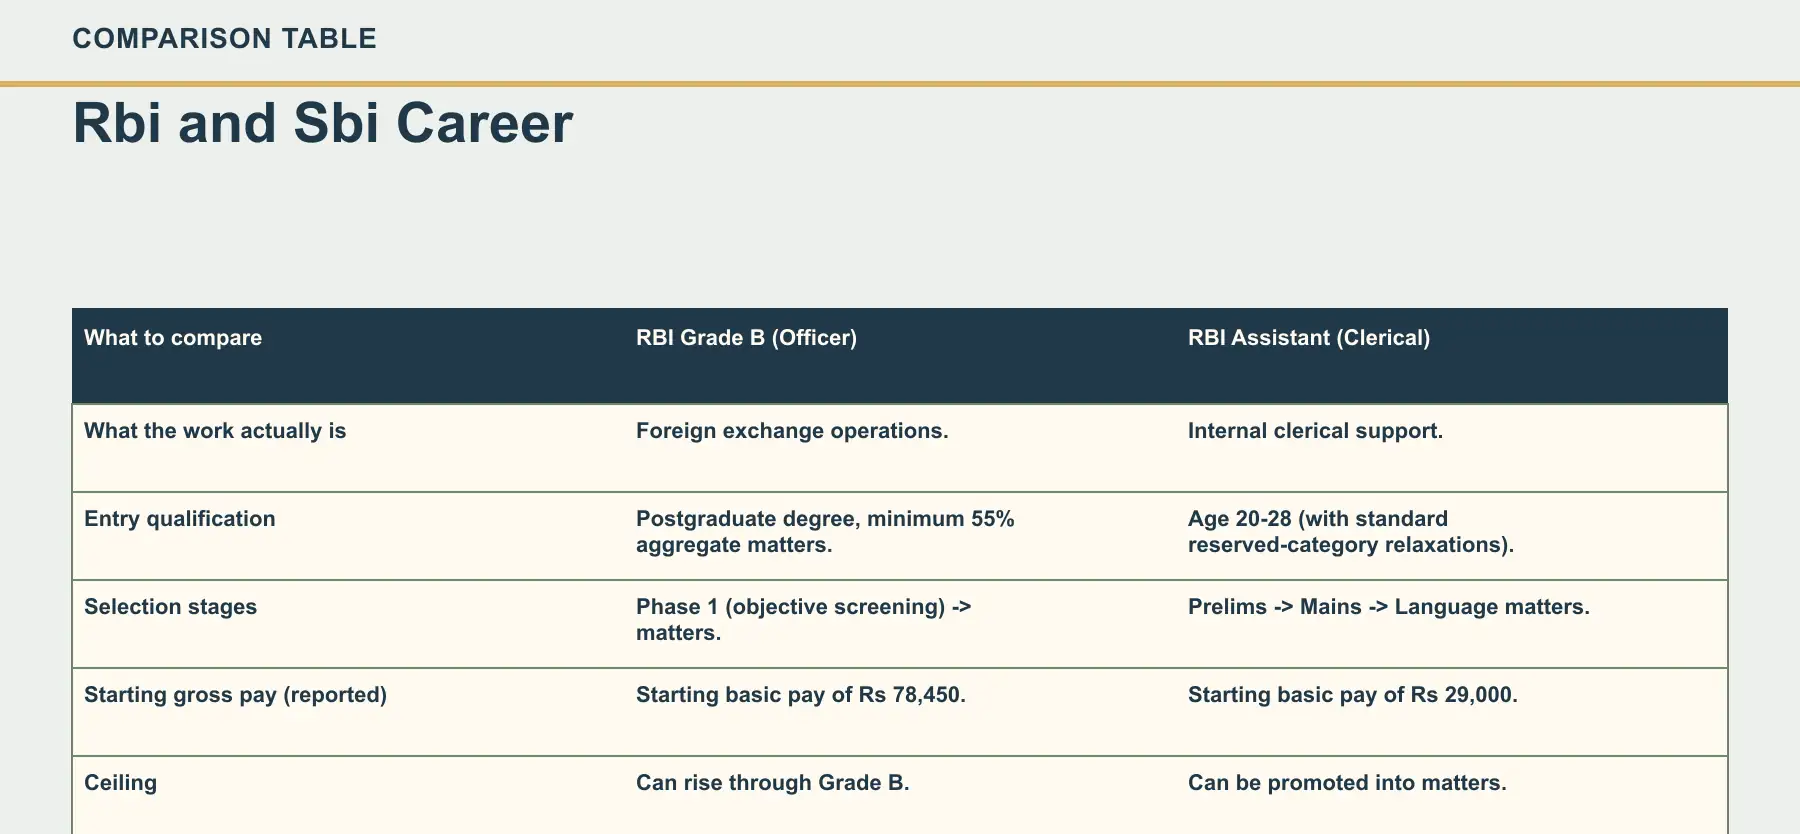 COMPARISON TABLE
Rbi and Sbi Career
What to compare
RBI Grade B (Officer)
RBI Assistant (Clerical)
What the work actually is
Foreign exchange operations.
Internal clerical support.
Entry qualification
Postgraduate degree, minimum 55%
aggregate matters.
Age 20-28 (with standard
reserved-category relaxations).
Selection stages
Phase 1 (objective screening) ->
matters.
Prelims -> Mains -> Language matters.
Starting gross pay (reported)
Starting basic pay of Rs 78,450.
Starting basic pay of Rs 29,000.
Ceiling
Can rise through Grade B.
Can be promoted into matters.